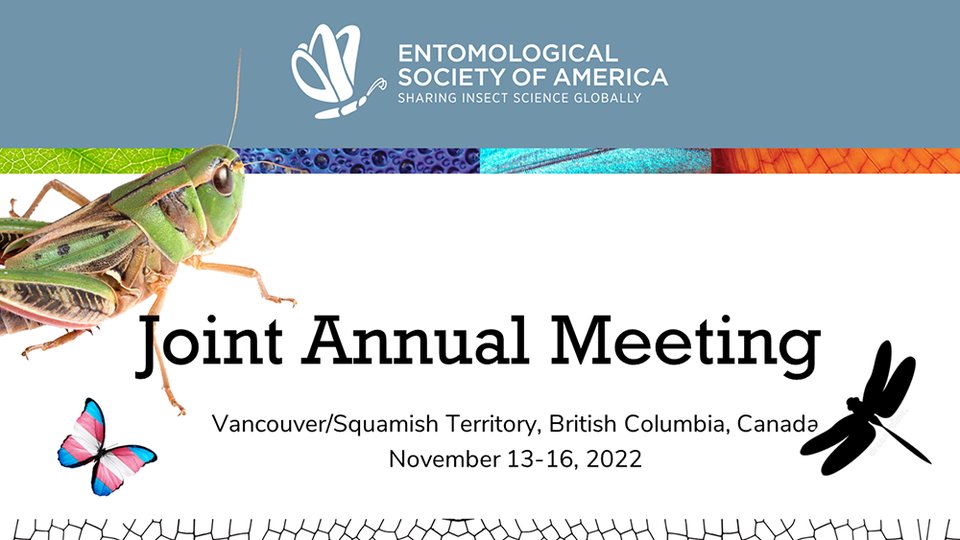 ENTOMOLOGICAL
SOCIETY OF AMERICA
SHARING INSECT SCIENCE GLOBALLY
Joint Annual Meeting
Vancouver/Squamish Territory, British Columbia, Canada
November 13-16, 2022